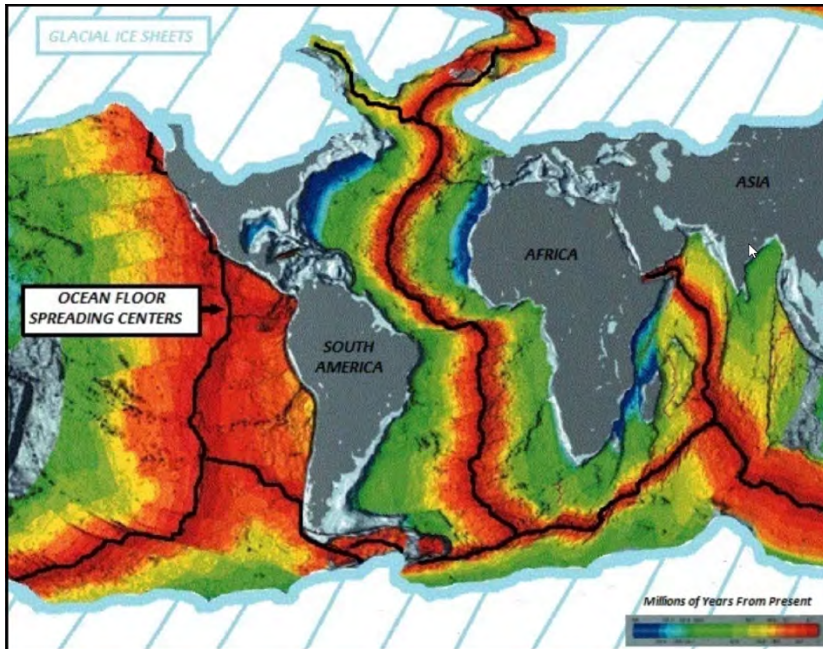 GLACIAL ICE SHEETS
ASIA
AFRICA
OCEAN FLOOR
SPREADING CENTERS
SOUTH
AMERICA
Millions of Years From Present